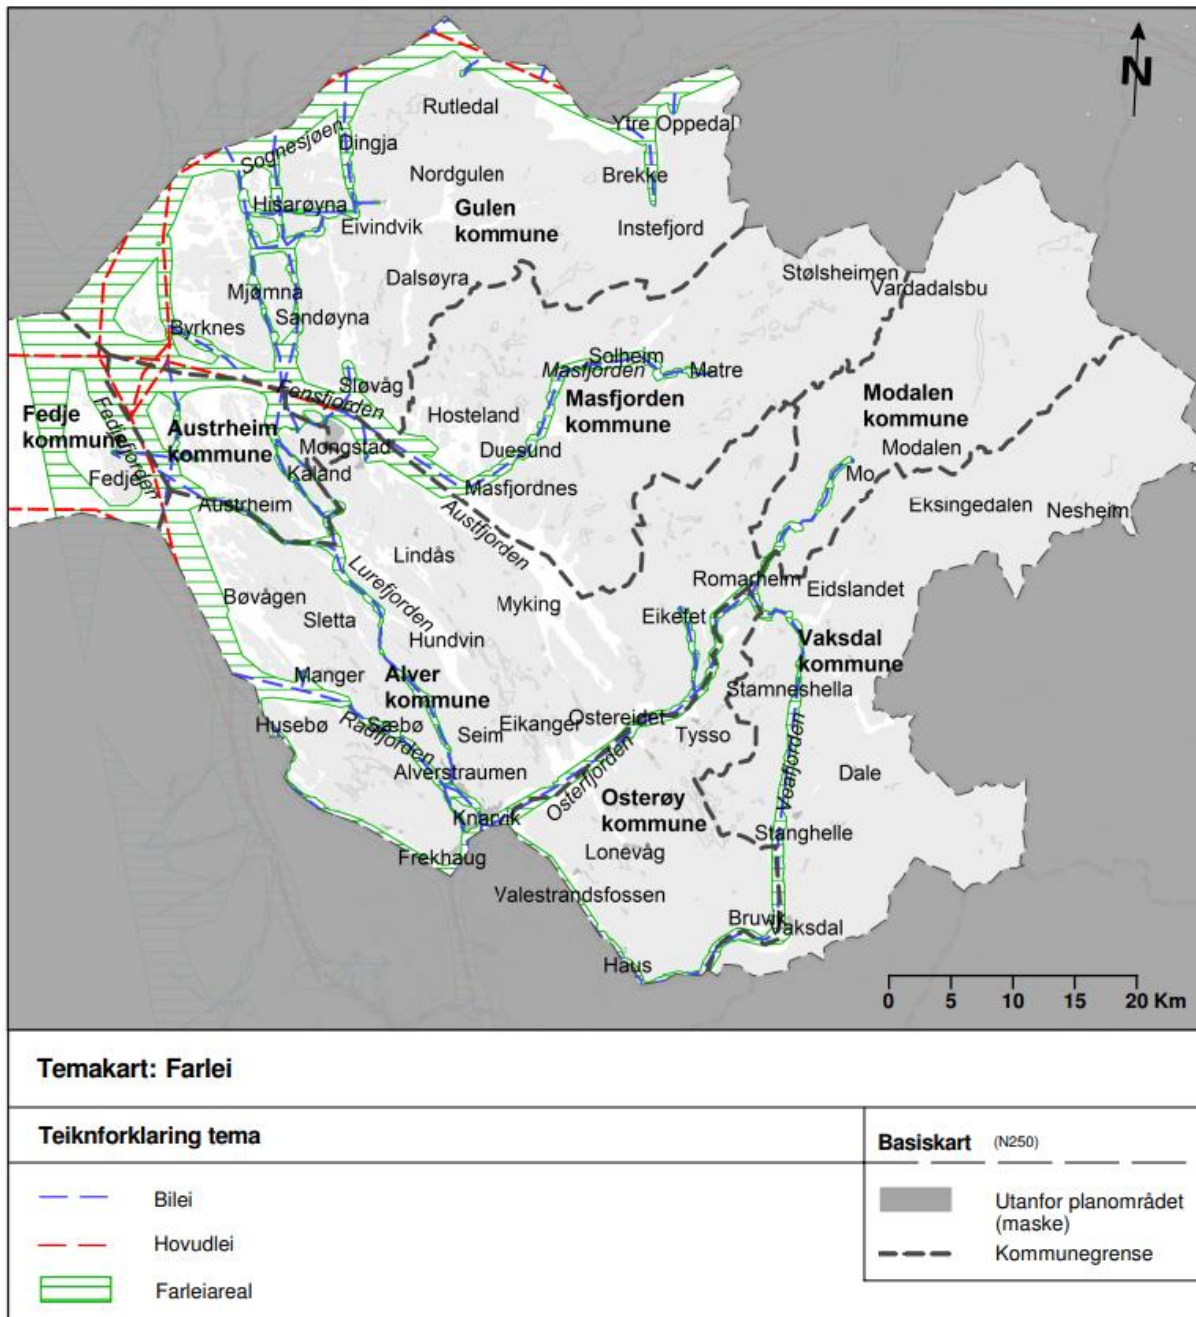 N
Rutledal
Ytre Oppedal
Sognesjøen
Dingja
Nordgulen
Brekke
Hisarøyna
Gulen
kommune
Eivindvik
Instefjord
Dalsøyra
Stølsheimen
Vardadalsbu
Mjømna
Sandøyna
Byrknes
Solheim
Masfjorden
Matre
Sløvåg
Fensfjorden
Masfjorden
kommune
Modalen
kommune
Hosteland
Fedje
kommune
Fedjefjorden
Austrheim
kommune
Mongstad
Duesund
Modalen
Fedje
Kaland
Masfjordnes
Mo
Austrheim
Austfjorden
Eksingedalen
Nesheim
Lindås
Lurefjorden
Romarheim
Eidslandet
Bøvågen
Sletta
Myking
Eikefet
Hundvin
Vaksdal
kommune
Manger
Alver
kommune
Stamneshella
Husebø
Sæbø
Radfjorden
Seim
Eikanger
Ostereidet
Tysso
Veafjorden
Alverstraumen
Osterfjorden
Dale
Osterøy
kommune
Knarvik
Stanghelle
Frekhaug
Lonevåg
Valestrandsfossen
Bruvik
Vaksdal
Haus
0 5 10 15 20 Km
Temakart: Farlei
Teiknforklaring tema
Bilei
Hovudlei
Farleiareal
Basiskart (N250)
Utanfor planområdet
(maske)
Kommunegrense